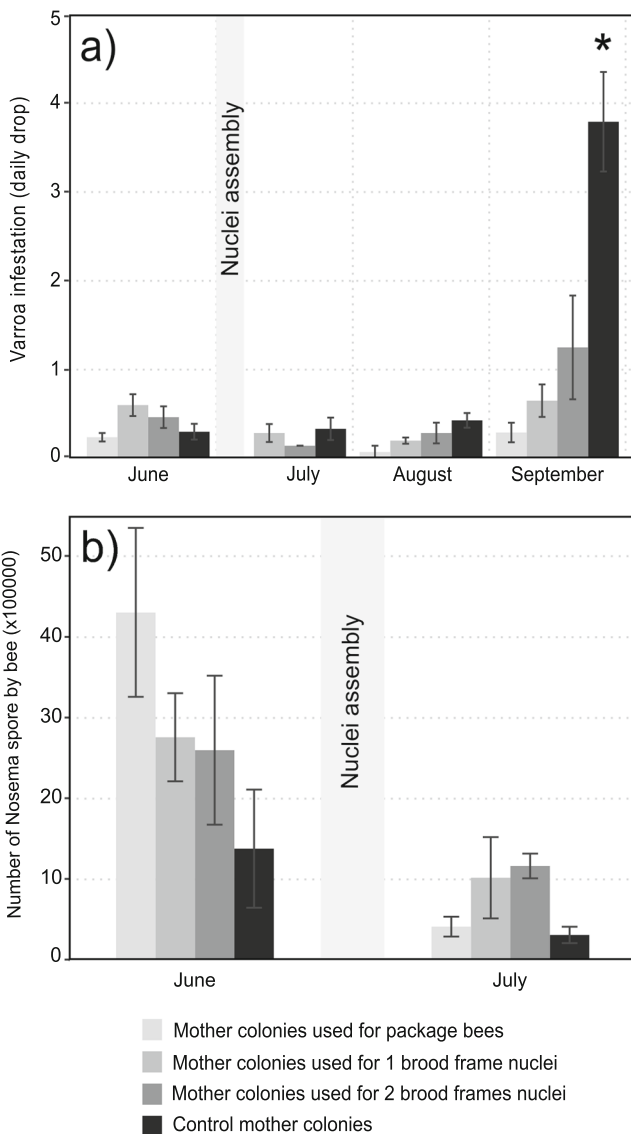 a)
*
5
4
3
2
1
0
Varroa infestation (daily drop)
Nuclei assembly
June
July
August
September
b)
50
40
30
20
10
0
Number of Nosema spore by bee (x100000)
Nuclei assembly
June
July
Mother colonies used for package bees
Mother colonies used for 1 brood frame nuclei
Mother colonies used for 2 brood frames nuclei
Control mother colonies